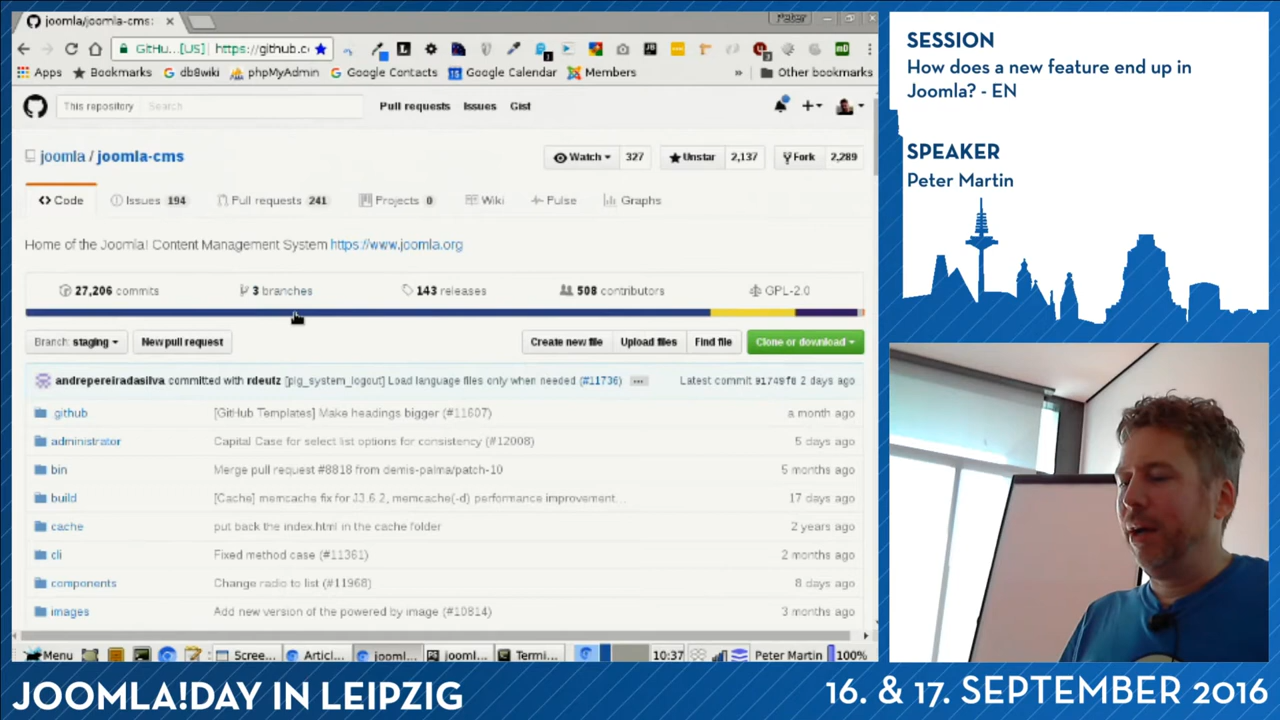 joomla/joomla-cms:
Peter
GitHu...[US] https://github.c
Apps Bookmarks db8wiki phpMyAdmin Google Contacts Google Calendar Members » Other bookmarks
This repository Search Pull requests Issues Gist
joomla / joomla-cms
Watch 327 Unstar 2,137 Fork 2,289
Code Issues 194 Pull requests 241 Projects 0 Wiki Pulse Graphs
Home of the Joomla! Content Management System https://www.joomla.org
27,206 commits 3 branches 143 releases 508 contributors GPL-2.0
Branch: staging New pull request Create new file Upload files Find file Clone or download
andrepereiradasilva committed with rdeutz [plg_system_logout] Load language files only when needed (#11736) ... Latest commit 91749f8 2 days ago
github [GitHub Templates] Make headings bigger (#11607) a month ago
administrator Capital Case for select list options for consistency (#12008) 5 days ago
bin Merge pull request #8818 from demis-palma/patch-10 5 months ago
build [Cache] memcache fix for J3.6.2, memcache(-d) performance improvement... 17 days ago
cache put back the index.html in the cache folder 2 years ago
cli Fixed method case (#11361) 2 months ago
components Change radio to list (#11968) 8 days ago
images Add new version of the powered by image (#10814) 3 months ago
Menu Scree... Articl... jooml... jooml... Termi... 10:37 Peter Martin 100%
SESSION
How does a new feature end up in
Joomla? - EN
SPEAKER
Peter Martin
JOOMLA!DAY IN LEIPZIG
16. & 17. SEPTEMBER 2016